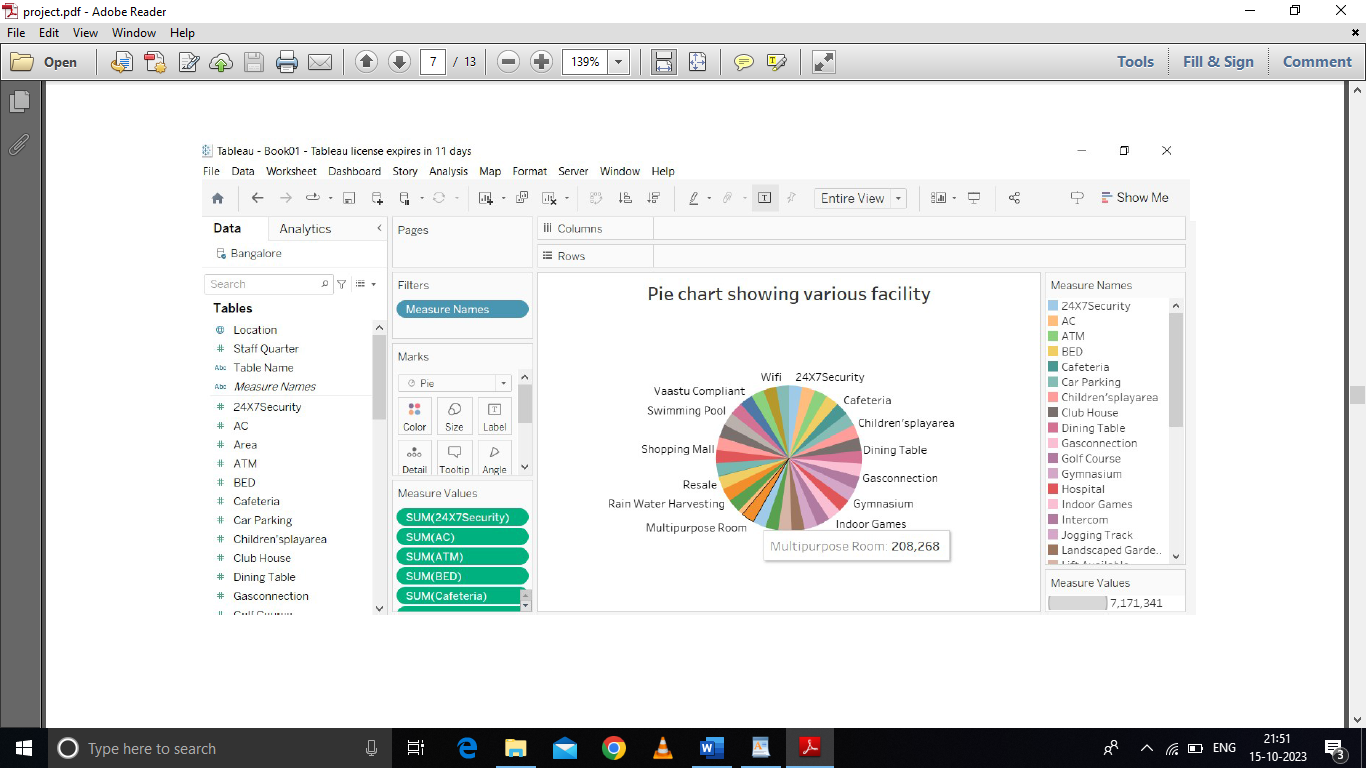 project.pdf - Adobe Reader
File Edit View Window Help
Open 7 / 13 139% Tools Fill & Sign Comment
Tableau - Book01 - Tableau license expires in 11 days
File Data Worksheet Dashboard Story Analysis Map Format Server Window Help
Entire View Show Me
Data Analytics
Bangalore
Search
Tables
Location
Staff Quarter
Abc Table Name
Abc Measure Names
24X7Security
AC
Area
ATM
BED
Cafeteria
Car Parking
Children'splayarea
Club House
Dining Table
Gasconnection
Golf Course
Pages
Filters
Measure Names
Marks
Pie
Color Size Label
Detail Tooltip Angle
Measure Values
SUM(24X7Security)
SUM(AC)
SUM(ATM)
SUM(BED)
SUM(Cafeteria)
Columns
Rows
Pie chart showing various facility
Wifi 24X7Security
Vaastu Compliant Cafeteria
Swimming Pool Children'splayarea
Shopping Mall Dining Table
Resale Gasconnection
Rain Water Harvesting Gymnasium
Multipurpose Room Indoor Games
Multipurpose Room: 208,268
Measure Names
24X7Security
AC
ATM
BED
Cafeteria
Car Parking
Children'splayarea
Club House
Dining Table
Gasconnection
Golf Course
Gymnasium
Hospital
Indoor Games
Intercom
Jogging Track
Landscaped Garde..
Lift Available
Measure Values
7,171,341
Type here to search
ENG
21:51
15-10-2023
3